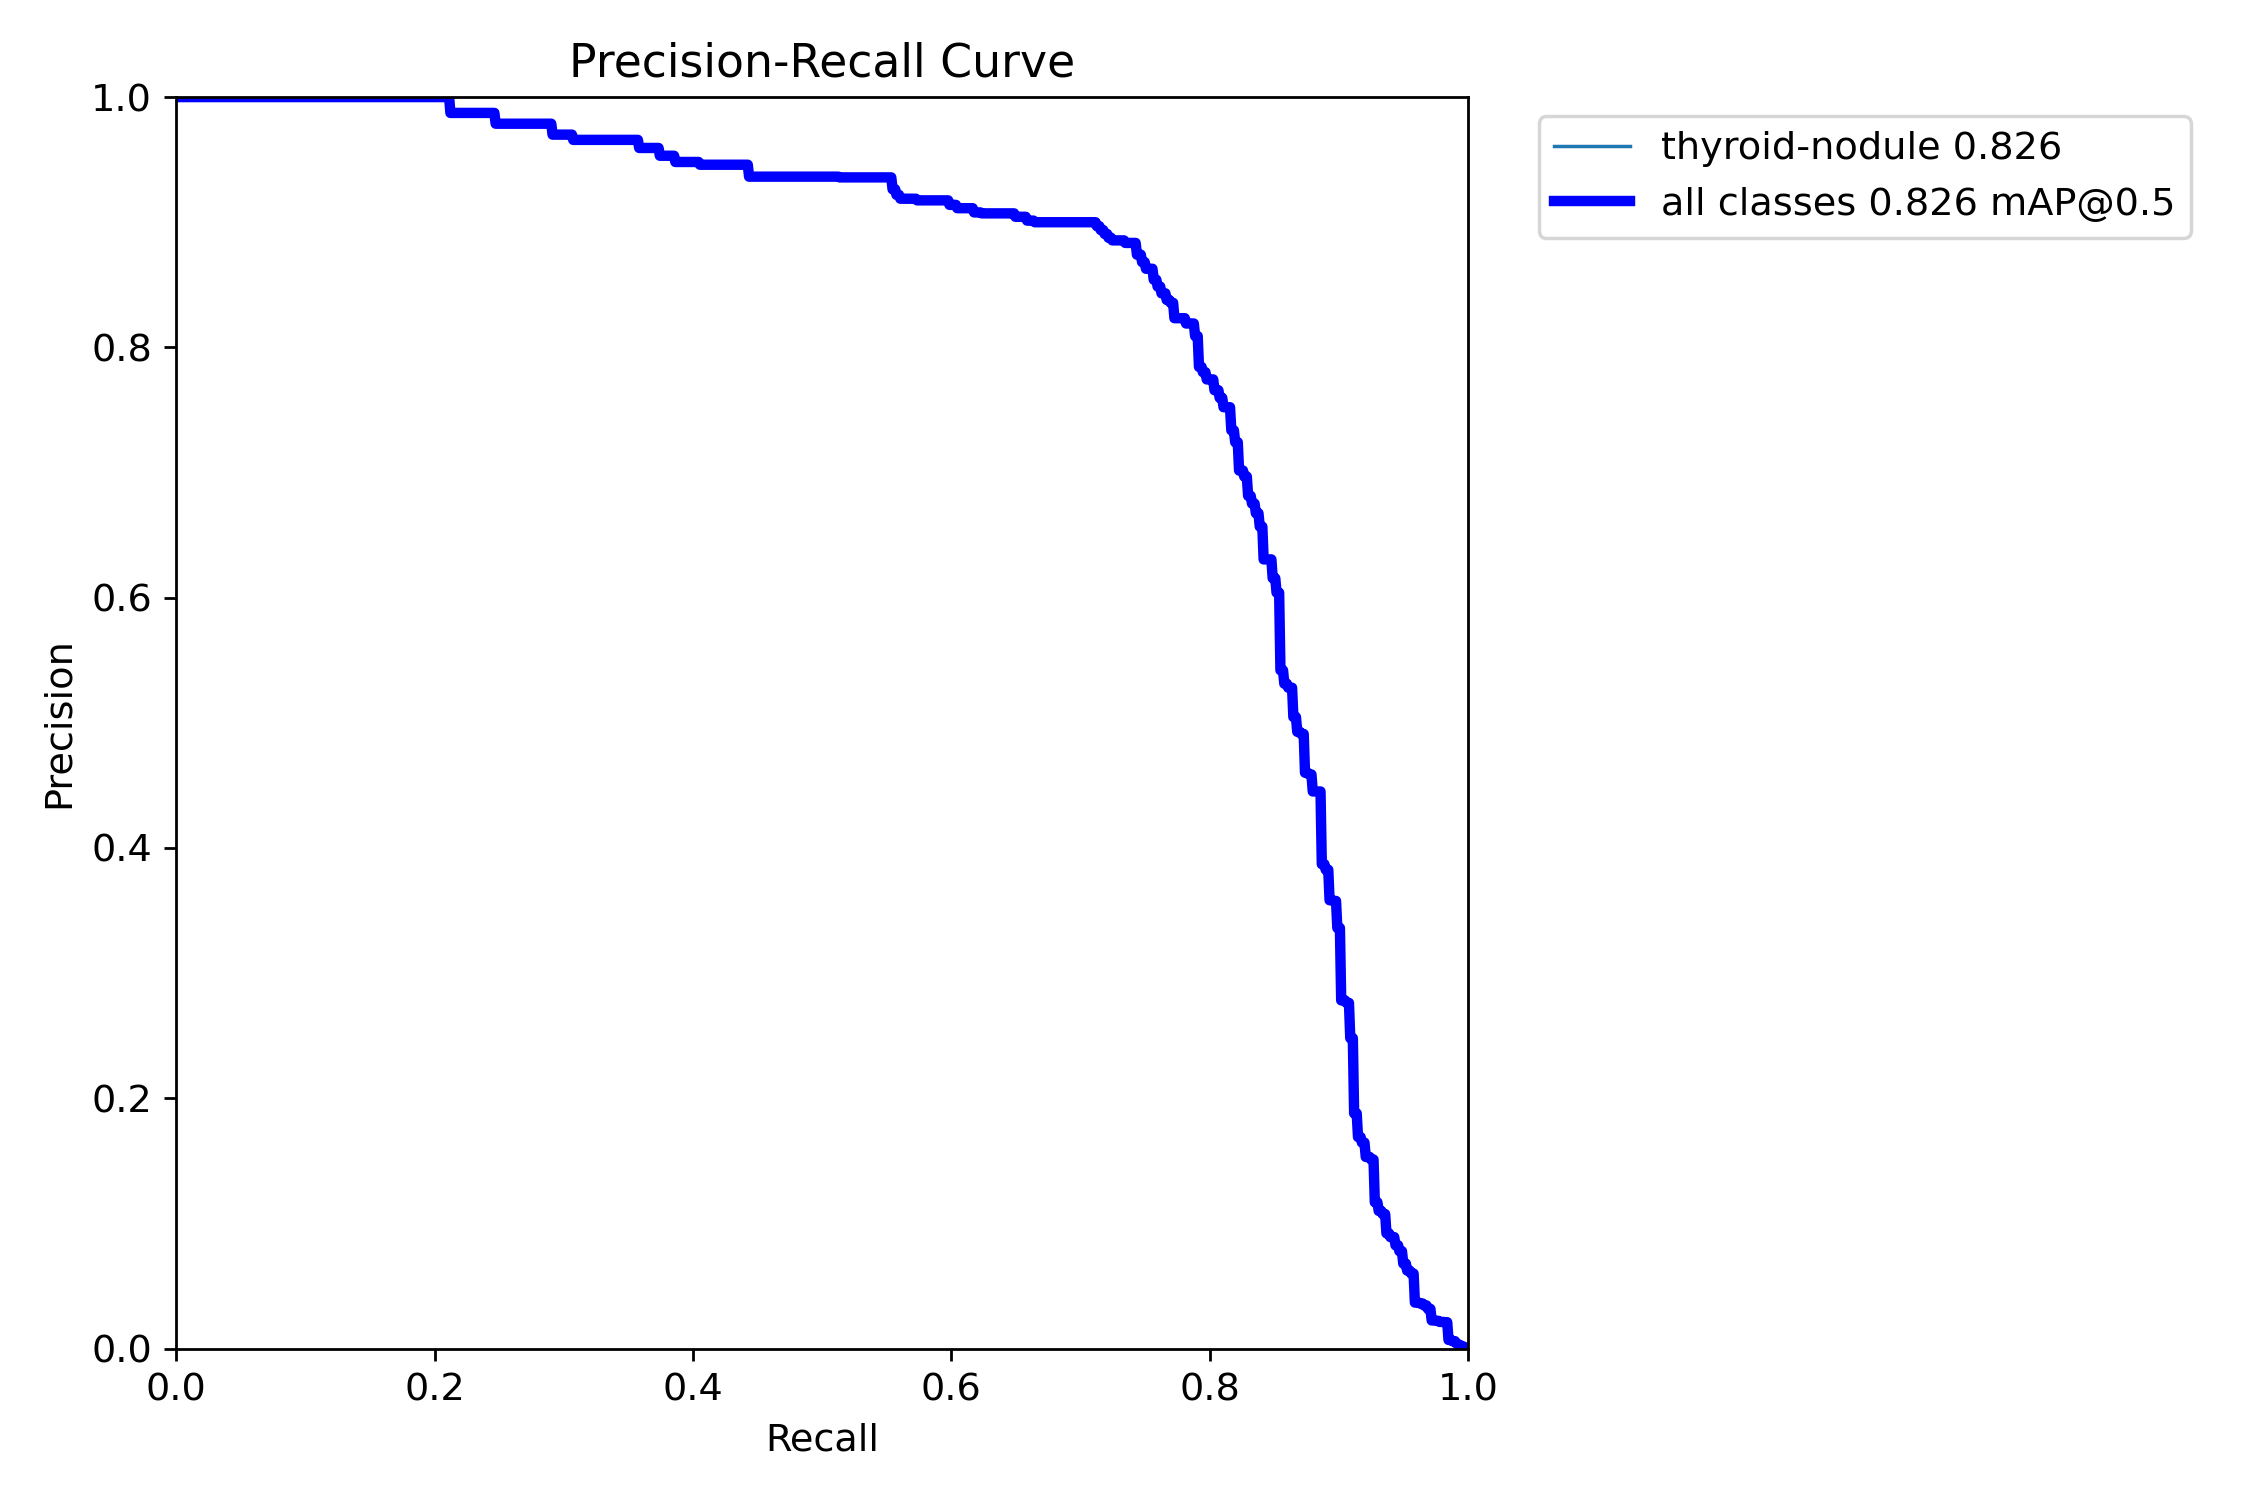 Precision-Recall Curve
1.0
0.8
0.6
0.4
0.2
0.0
Precision
0.0 0.2 0.4 0.6 0.8 1.0
Recall
thyroid-nodule 0.826
all classes 0.826 mAP@0.5